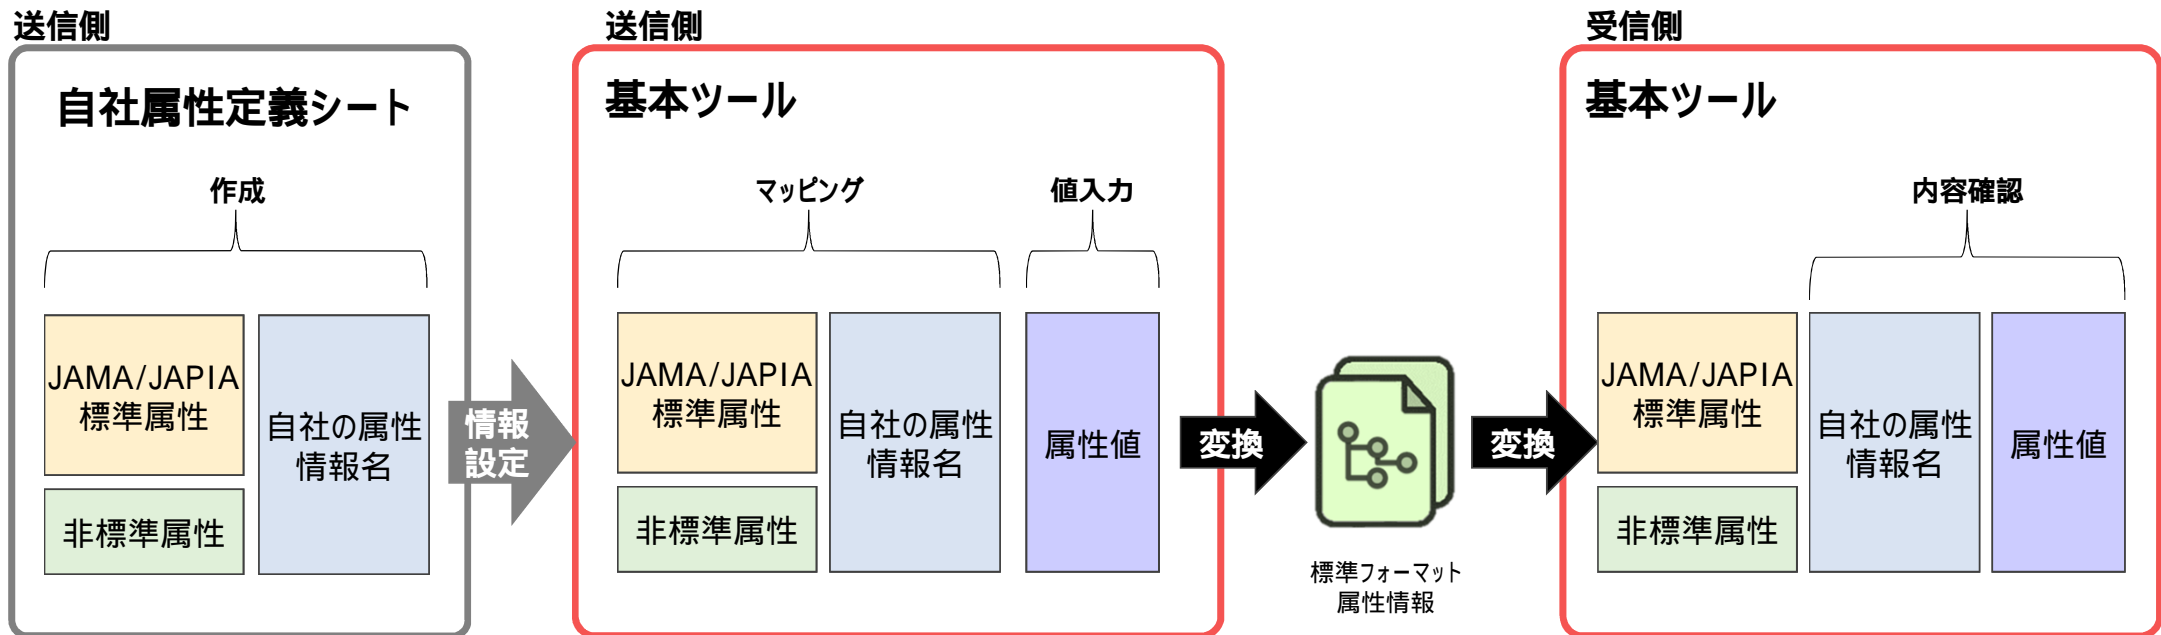 送信側
自社属性定義シート
作成
JAMA/JAPIA
標準属性
非標準属性
自社の属性
情報名
情報
設定
送信側
基本ツール
マッピング
値入力
JAMA/JAPIA
標準属性
非標準属性
自社の属性
情報名
属性値
変換
標準フォーマット
属性情報
変換
受信側
基本ツール
内容確認
JAMA/JAPIA
標準属性
非標準属性
自社の属性
情報名
属性値